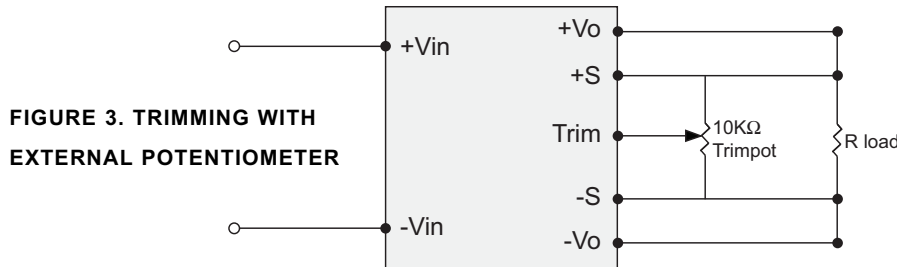 +Vo
+Vin
+S
FIGURE 3. TRIMMING WITH
EXTERNAL POTENTIOMETER
Trim
10KΩ
Trimpot
R load
-S
-Vin
-Vo